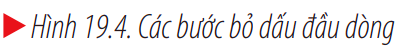 Hình 19.4. Các bước bỏ dấu đầu dòng